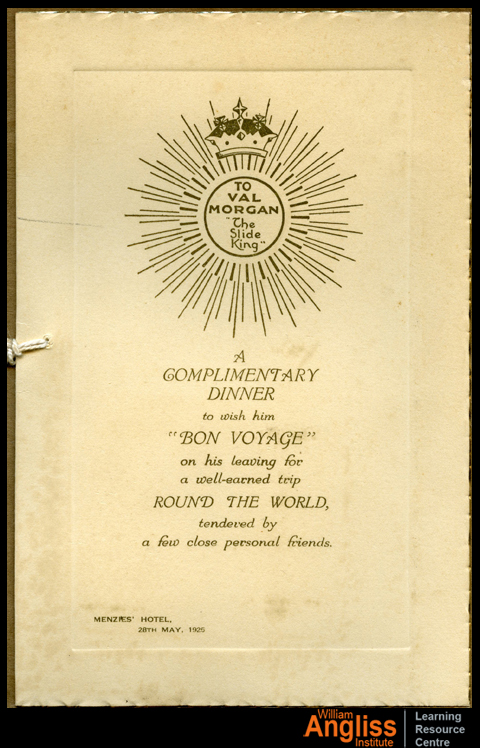 TO
VAL
MORGAN
"The
Slide
King"
A
COMPLIMENTARY
DINNER
to wish him
"BON VOYAGE"
on his leaving for
a well-earned trip
ROUND THE WORLD,
tendered by
a few close personal friends.
MENZIES' HOTEL,
28TH MAY, 1925
William
Angliss
Institute
Learning
Resource
Centre